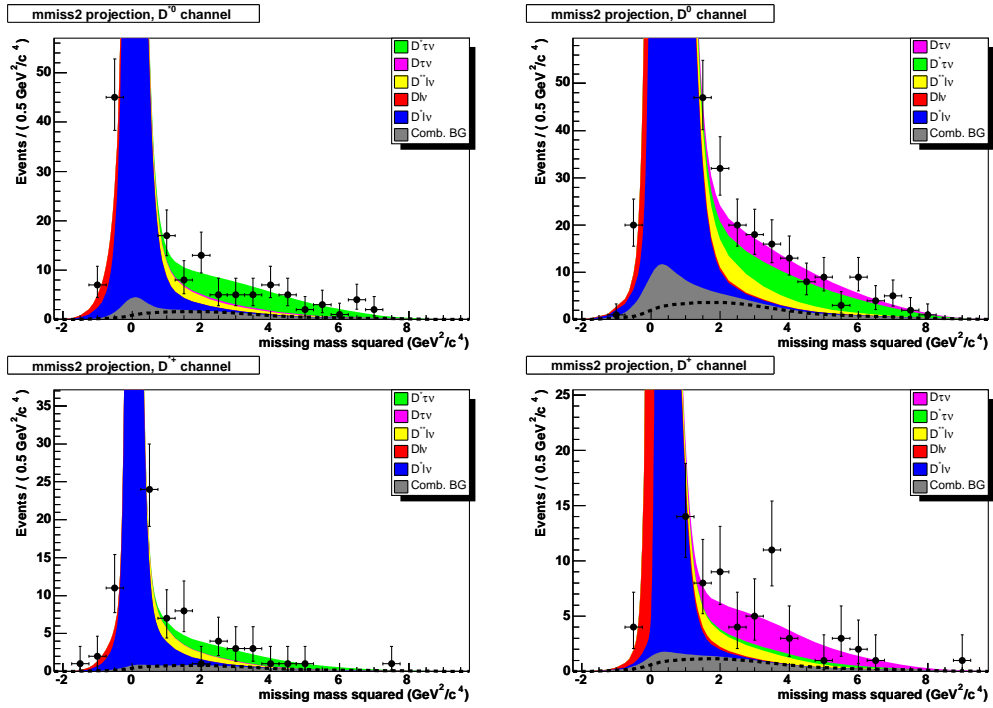 mmiss2 projection, D*0 channel
Events / ( 0.5 GeV2/c4 )
50
40
30
20
10
0
-2 0 2 4 6 8
missing mass squared (GeV2/c4)
D*τν
Dτν
D**lν
Dlν
D*lν
Comb. BG
mmiss2 projection, D0 channel
Events / ( 0.5 GeV2/c4 )
50
40
30
20
10
0
-2 0 2 4 6 8
missing mass squared (GeV2/c4)
Dτν
D*τν
D**lν
Dlν
D*lν
Comb. BG
mmiss2 projection, D*+ channel
Events / ( 0.5 GeV2/c4 )
35
30
25
20
15
10
5
0
-2 0 2 4 6 8
missing mass squared (GeV2/c4)
D*τν
Dτν
D**lν
Dlν
D*lν
Comb. BG
mmiss2 projection, D+ channel
Events / ( 0.5 GeV2/c4 )
25
20
15
10
5
0
-2 0 2 4 6 8
missing mass squared (GeV2/c4)
Dτν
D*τν
D**lν
Dlν
D*lν
Comb. BG